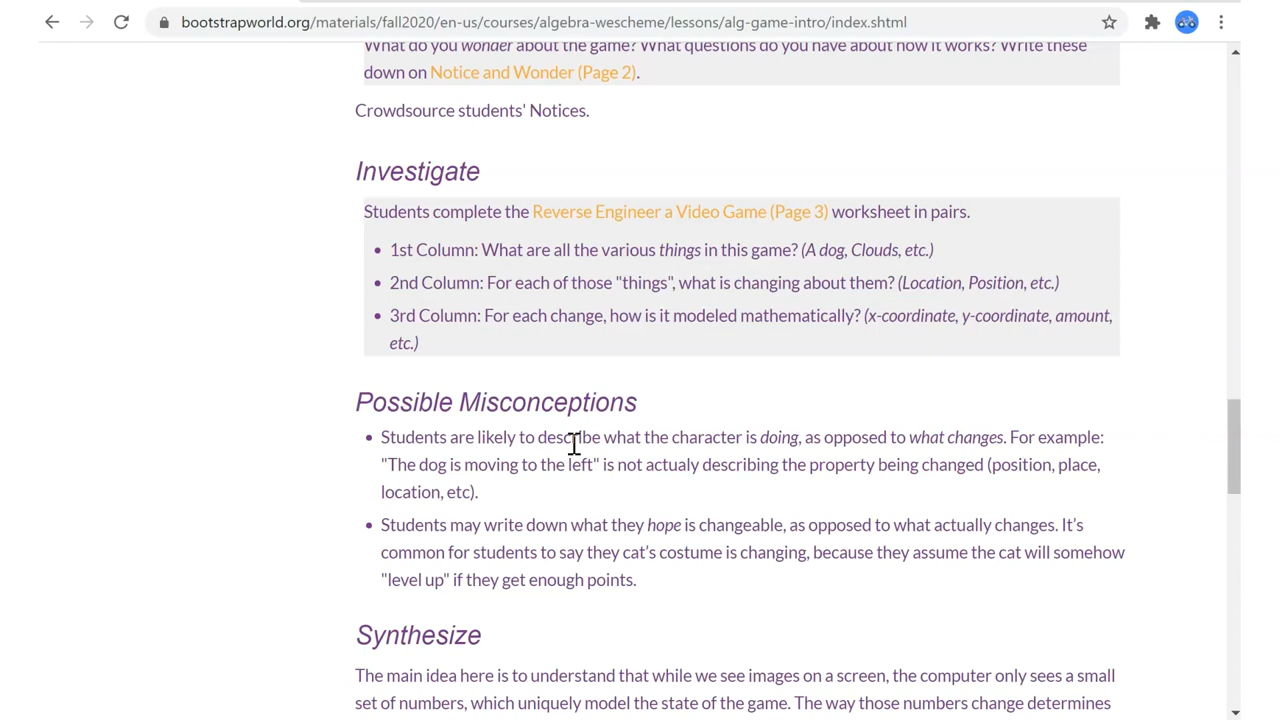 bootstrapworld.org/materials/fall2020/en-us/courses/algebra-wescheme/lessons/alg-game-intro/index.shtml
What do you wonder about the game? What questions do you have about how it works? Write these
down on Notice and Wonder (Page 2).
Crowdsource students' Notices.
Investigate
Students complete the Reverse Engineer a Video Game (Page 3) worksheet in pairs.
• 1st Column: What are all the various things in this game? (A dog, Clouds, etc.)
• 2nd Column: For each of those "things", what is changing about them? (Location, Position, etc.)
• 3rd Column: For each change, how is it modeled mathematically? (x-coordinate, y-coordinate, amount,
etc.)
Possible Misconceptions
• Students are likely to describe what the character is doing, as opposed to what changes. For example:
"The dog is moving to the left" is not actualy describing the property being changed (position, place,
location, etc).
• Students may write down what they hope is changeable, as opposed to what actually changes. It's
common for students to say they cat's costume is changing, because they assume the cat will somehow
"level up" if they get enough points.
Synthesize
The main idea here is to understand that while we see images on a screen, the computer only sees a small
set of numbers, which uniquely model the state of the game. The way those numbers change determines